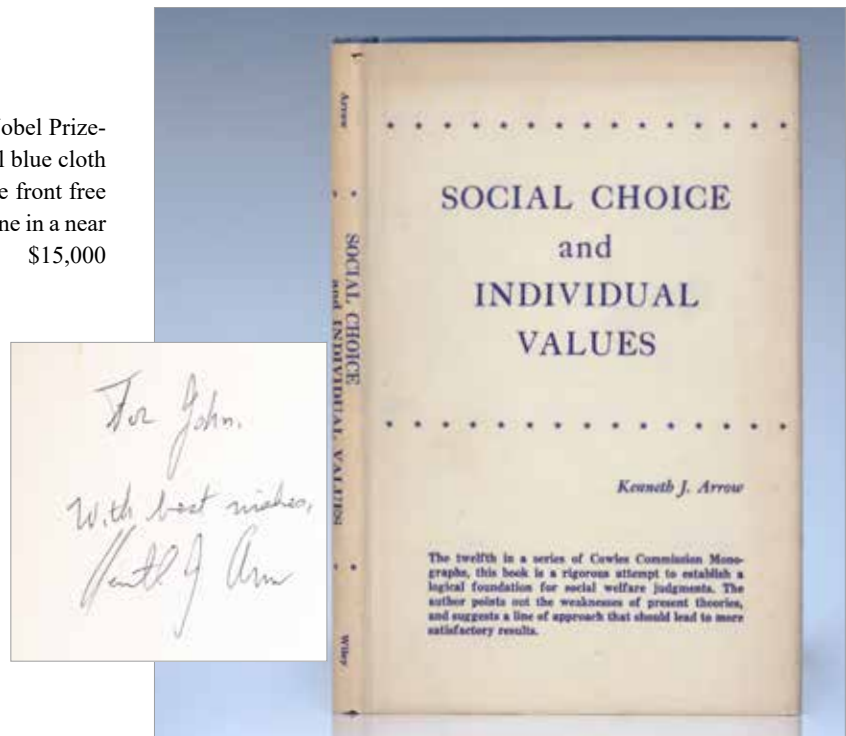 obel Prize-
l blue cloth
e front free
ne in a near
$15,000
Arrow
SOCIAL CHOICE
and INDIVIDUAL VALUES
Wiley
SOCIAL CHOICE
and
INDIVIDUAL
VALUES
Kenneth J. Arrow
The twelfth in a series of Cowles Commission Mono-
graphs, this book is a rigorous attempt to establish a
logical foundation for social welfare judgments. The
author points out the weaknesses of present theories,
and suggests a line of approach that should lead to more
satisfactory results.
For John,
With best wishes,
Kenneth J Arrow